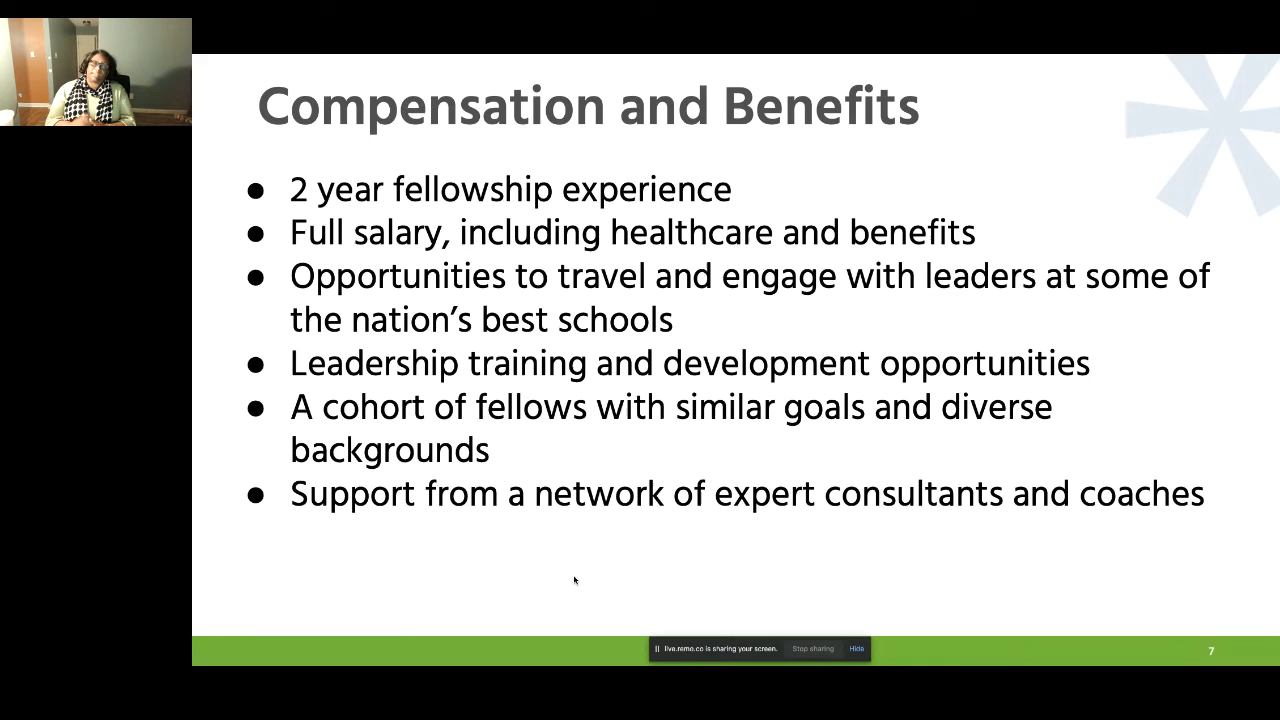 Compensation and Benefits
● 2 year fellowship experience
● Full salary, including healthcare and benefits
● Opportunities to travel and engage with leaders at some of
the nation's best schools
● Leadership training and development opportunities
● A cohort of fellows with similar goals and diverse
backgrounds
● Support from a network of expert consultants and coaches
live.remo.co is sharing your screen. Stop sharing Hide
7